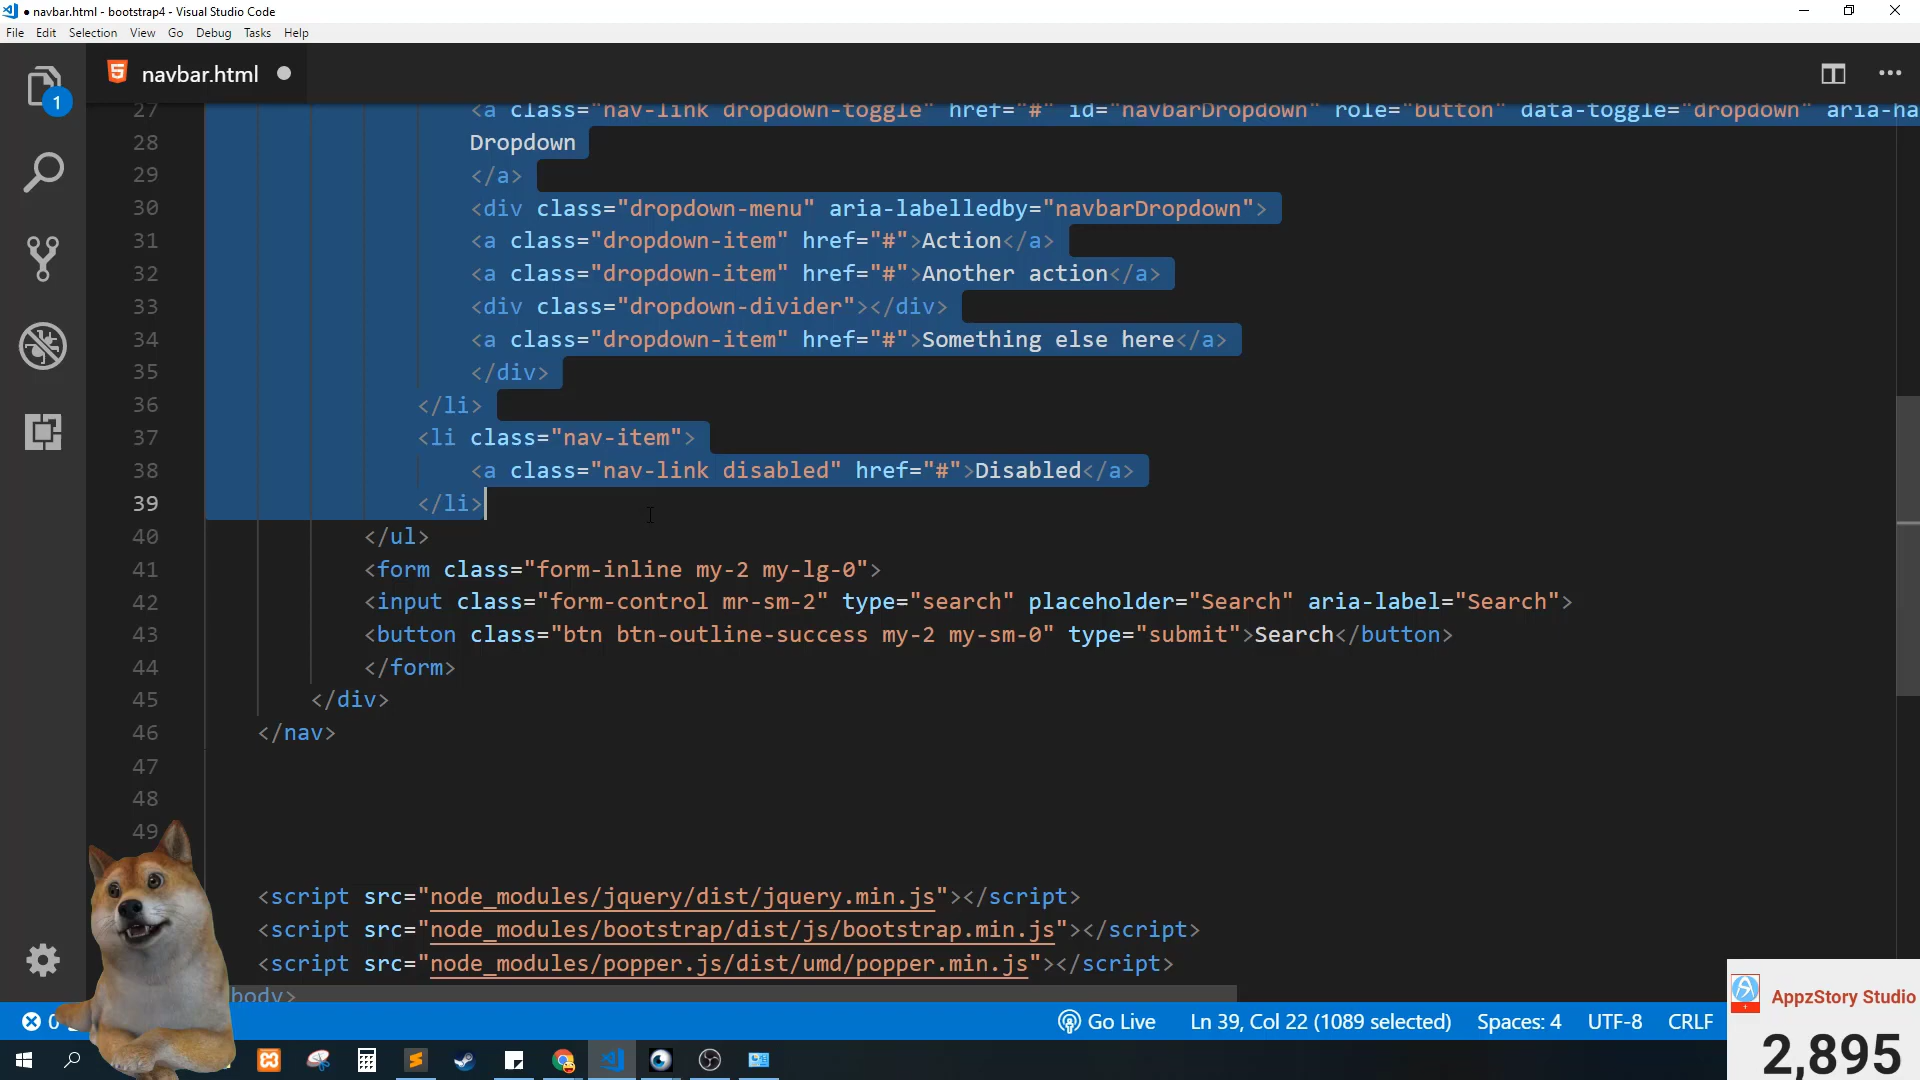 ● navbar.html - bootstrap4 - Visual Studio Code
File Edit Selection View Go Debug Tasks Help
navbar.html ●
1
27 <a class="nav-link dropdown-toggle" href="#" id="navbarDropdown" role="button" data-toggle="dropdown" aria-ha
28 Dropdown
29 </a>
30 <div class="dropdown-menu" aria-labelledby="navbarDropdown">
31 <a class="dropdown-item" href="#">Action</a>
32 <a class="dropdown-item" href="#">Another action</a>
33 <div class="dropdown-divider"></div>
34 <a class="dropdown-item" href="#">Something else here</a>
35 </div>
36 </li>
37 <li class="nav-item">
38 <a class="nav-link disabled" href="#">Disabled</a>
39 </li>
40 </ul>
41 <form class="form-inline my-2 my-lg-0">
42 <input class="form-control mr-sm-2" type="search" placeholder="Search" aria-label="Search">
43 <button class="btn btn-outline-success my-2 my-sm-0" type="submit">Search</button>
44 </form>
45 </div>
46 </nav>
47
48
49
<script src="node_modules/jquery/dist/jquery.min.js"></script>
<script src="node_modules/bootstrap/dist/js/bootstrap.min.js"></script>
<script src="node_modules/popper.js/dist/umd/popper.min.js"></script>
body>
0 Go Live Ln 39, Col 22 (1089 selected) Spaces: 4 UTF-8 CRLF
AppzStory Studio
2,895